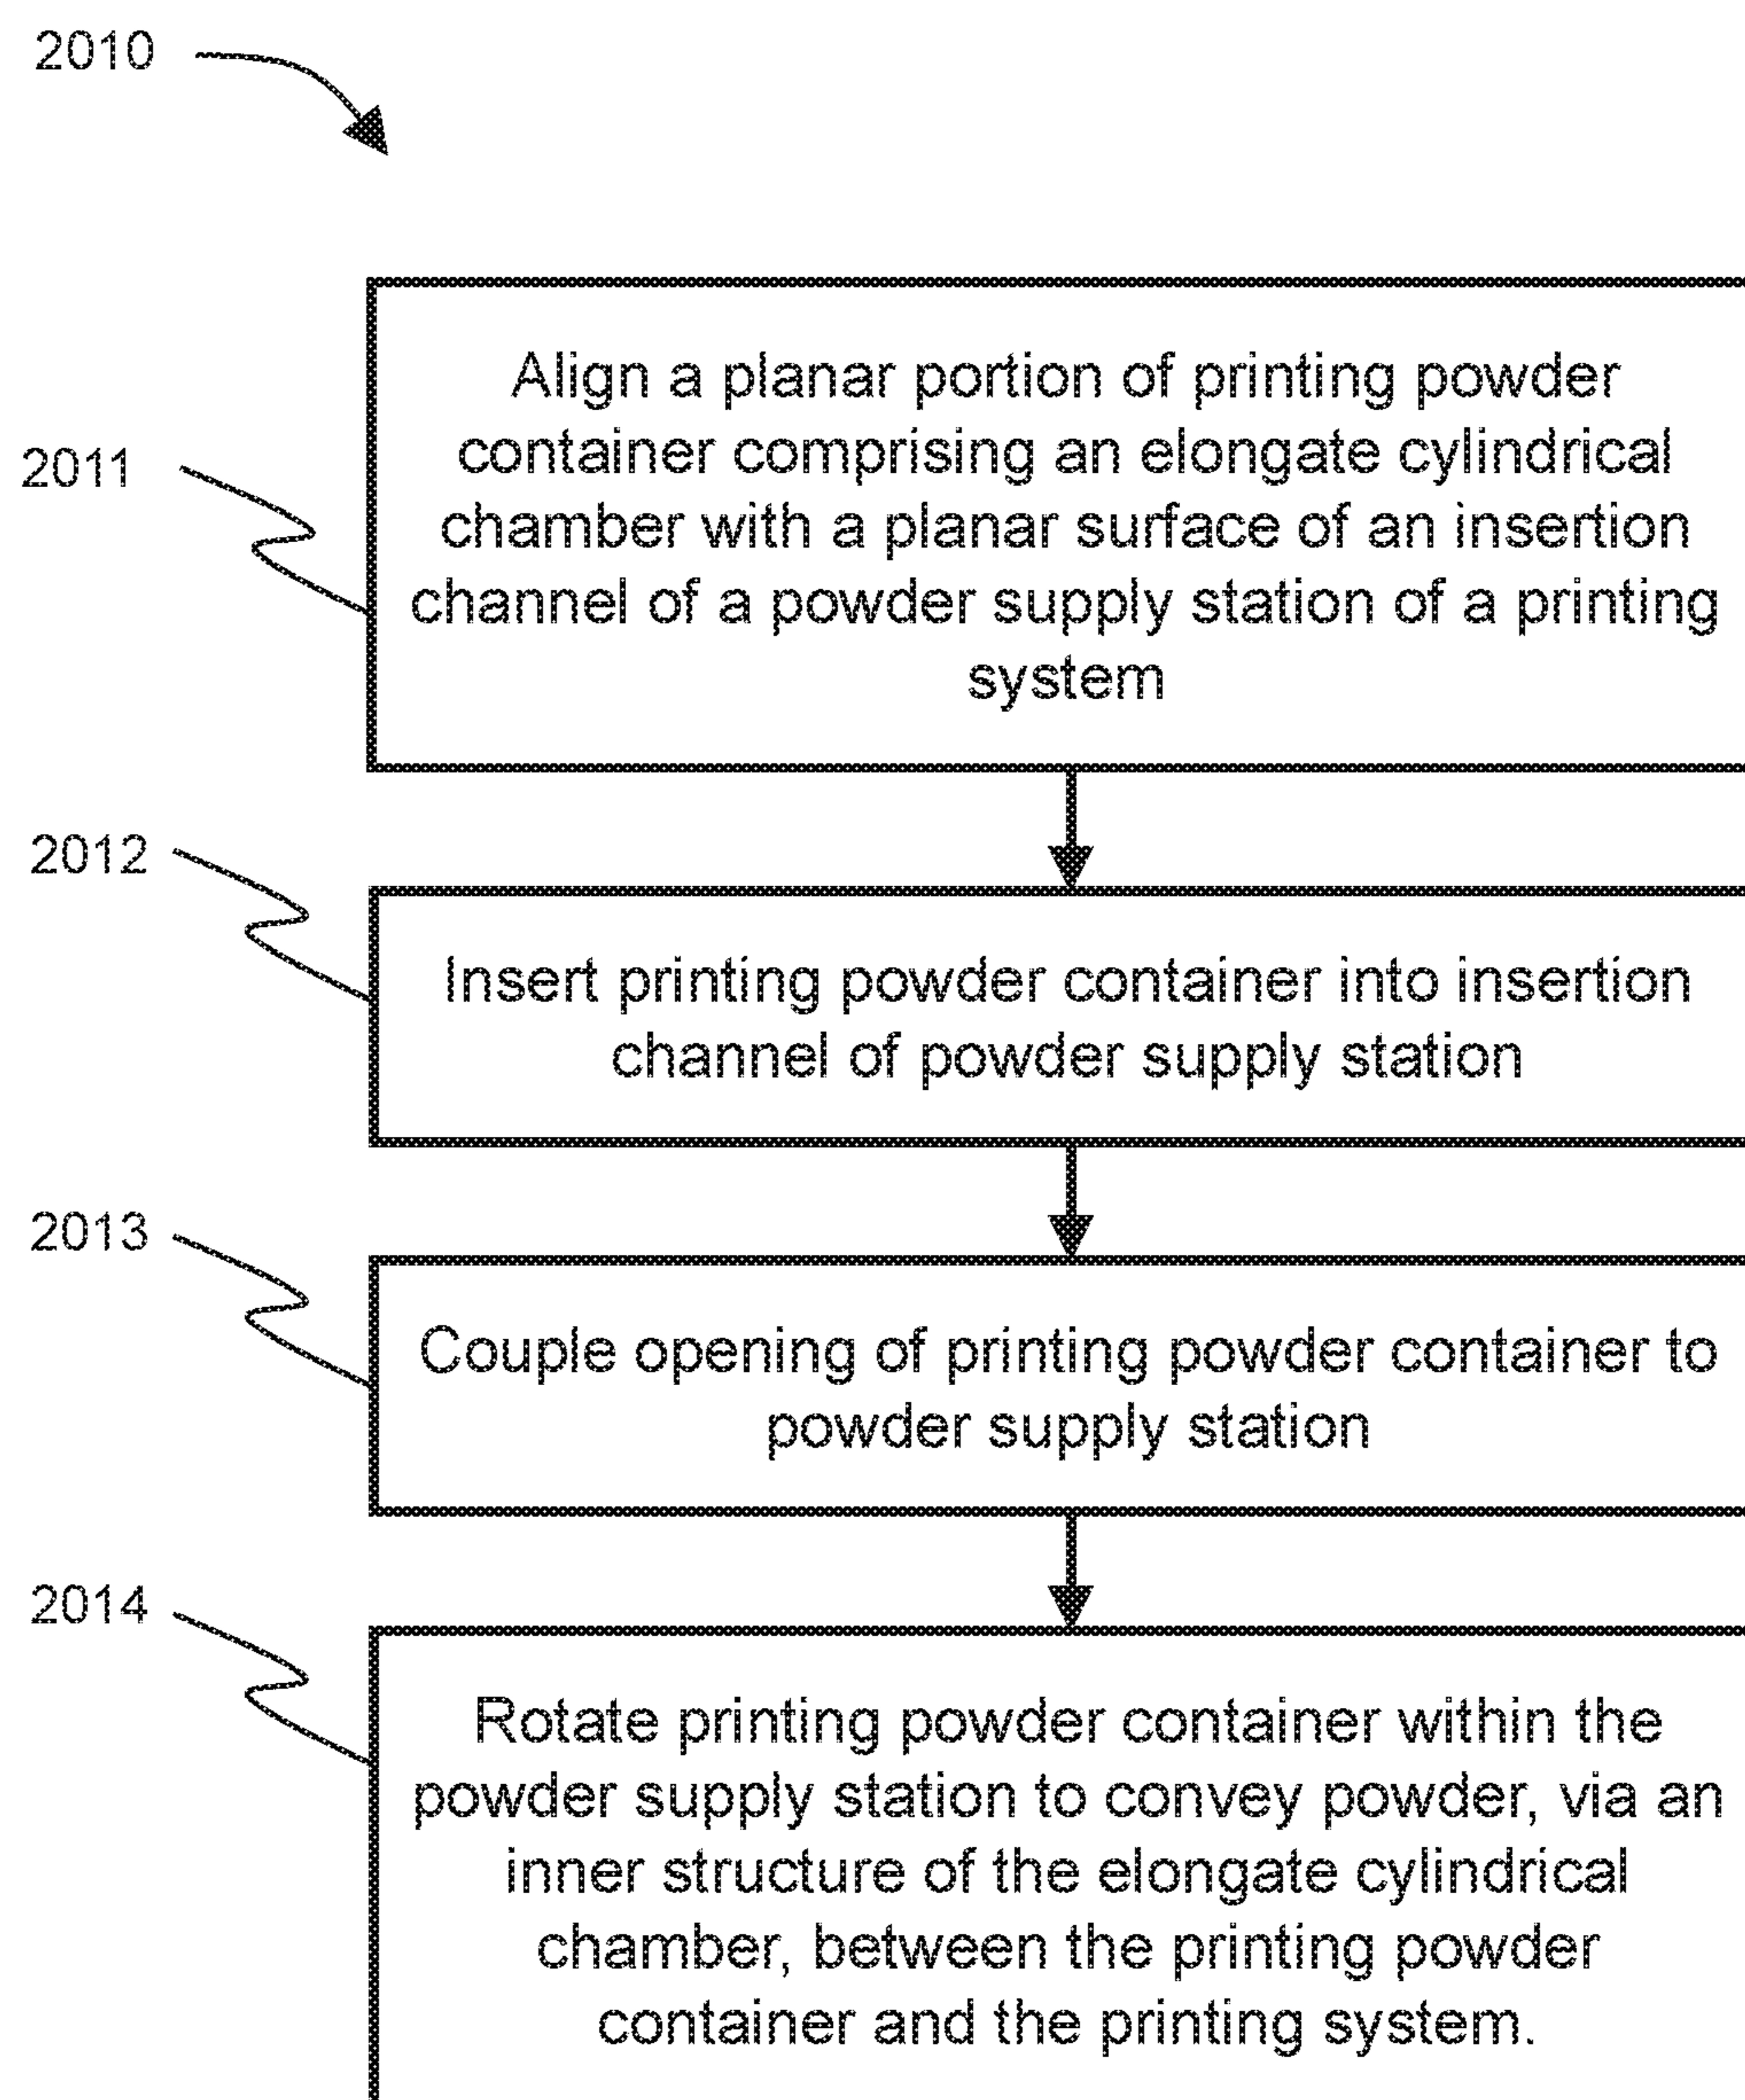 2010
2011
Align a planar portion of printing powder
container comprising an elongate cylindrical
chamber with a planar surface of an insertion
channel of a powder supply station of a printing
system
2012
Insert printing powder container into insertion
channel of powder supply station
2013
Couple opening of printing powder container to
powder supply station
2014
Rotate printing powder container within the
powder supply station to convey powder, via an
inner structure of the elongate cylindrical
chamber, between the printing powder
container and the printing system.